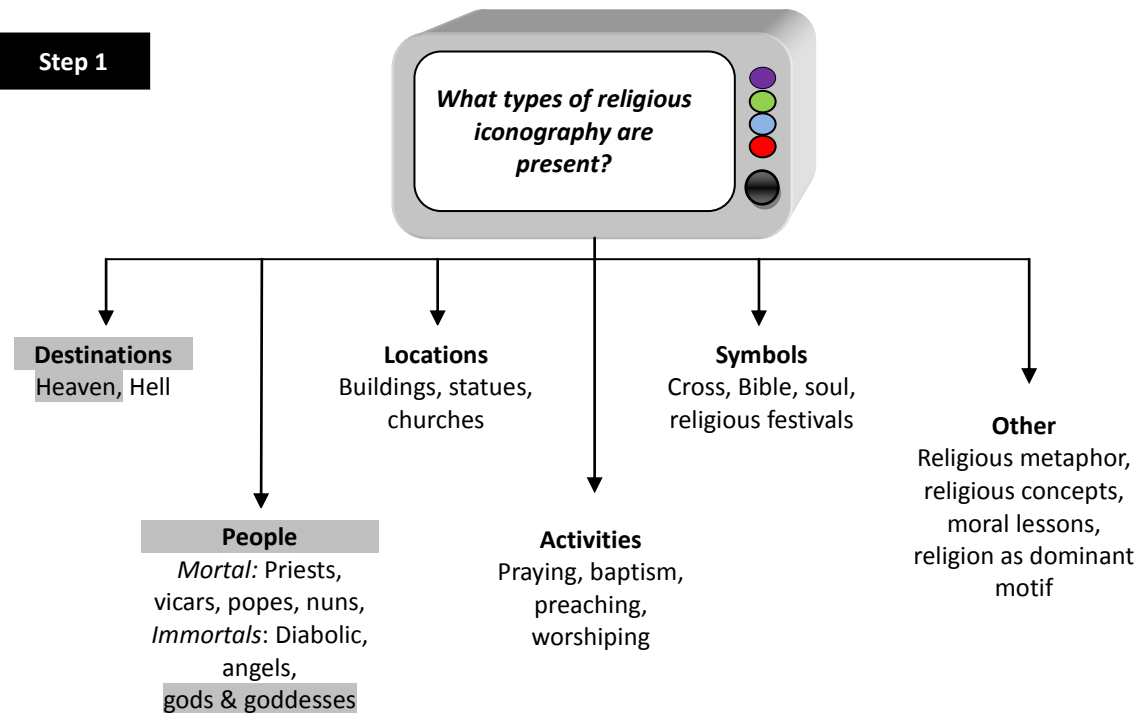 Step 1
What types of religious
iconography are
present?
Destinations
Heaven, Hell
Locations
Buildings, statues,
churches
Symbols
Cross, Bible, soul,
religious festivals
Other
Religious metaphor,
religious concepts,
moral lessons,
religion as dominant
motif
People
Mortal: Priests,
vicars, popes, nuns,
Immortals: Diabolic,
angels,
gods & goddesses
Activities
Praying, baptism,
preaching,
worshiping